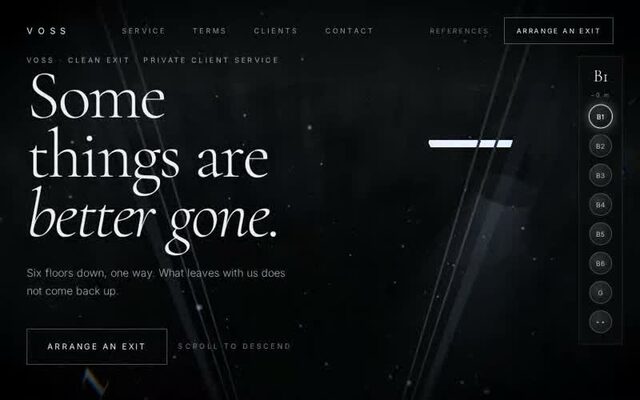 VOSS
SERVICE TERMS CLIENTS CONTACT
REFERENCES
ARRANGE AN EXIT
VOSS · CLEAN EXIT · PRIVATE CLIENT SERVICE
Some
things are
better gone.
Six floors down, one way. What leaves with us does
not come back up.
ARRANGE AN EXIT
SCROLL TO DESCEND
B1
B1
B2
B3
B4
B5
B6
G